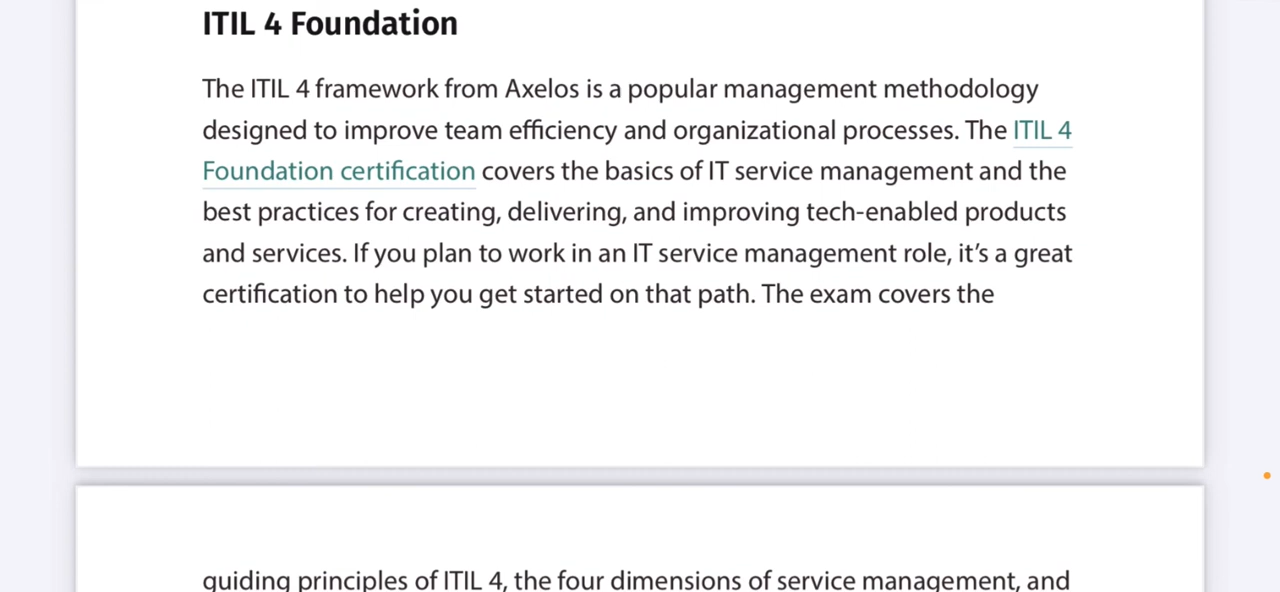 ITIL 4 Foundation
The ITIL 4 framework from Axelos is a popular management methodology
designed to improve team efficiency and organizational processes. The ITIL 4
Foundation certification covers the basics of IT service management and the
best practices for creating, delivering, and improving tech-enabled products
and services. If you plan to work in an IT service management role, it’s a great
certification to help you get started on that path. The exam covers the
guiding principles of ITIL 4, the four dimensions of service management, and